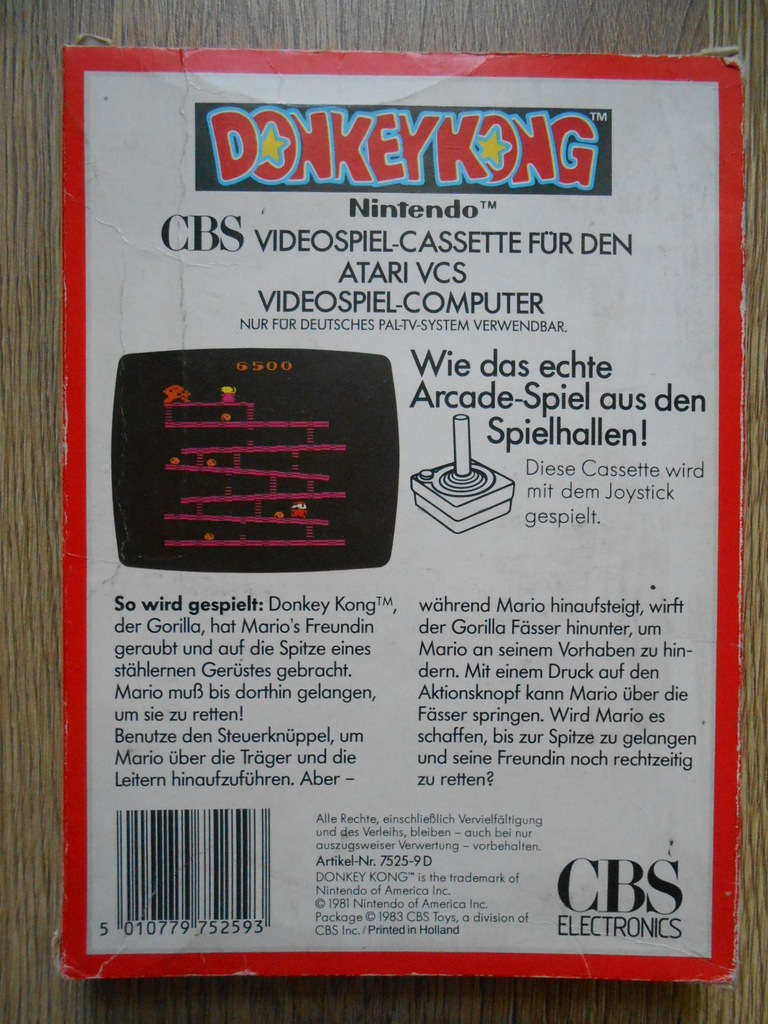 DONKEY KONG™
Nintendo™
CBS VIDEOSPIEL-CASSETTE FÜR DEN
ATARI VCS
VIDEOSPIEL-COMPUTER
NUR FÜR DEUTSCHES PAL-TV-SYSTEM VERWENDBAR.
6500
Wie das echte
Arcade-Spiel aus den
Spielhallen!
Diese Cassette wird
mit dem Joystick
gespielt.
So wird gespielt: Donkey Kong™,
der Gorilla, hat Mario's Freundin
geraubt und auf die Spitze eines
stählernen Gerüstes gebracht.
Mario muß bis dorthin gelangen,
um sie zu retten!
Benutze den Steuerknüppel, um
Mario über die Träger und die
Leitern hinaufzuführen. Aber –
während Mario hinaufsteigt, wirft
der Gorilla Fässer hinunter, um
Mario an seinem Vorhaben zu hin-
dern. Mit einem Druck auf den
Aktionsknopf kann Mario über die
Fässer springen. Wird Mario es
schaffen, bis zur Spitze zu gelangen
und seine Freundin noch rechtzeitig
zu retten?
5 010779 752593
Alle Rechte, einschließlich Vervielfältigung
und des Verleihs, bleiben – auch bei nur
auszugsweiser Verwertung – vorbehalten.
Artikel-Nr. 7525-9 D
DONKEY KONG™ is the trademark of
Nintendo of America Inc.
© 1981 Nintendo of America Inc.
Package © 1983 CBS Toys, a division of
CBS Inc. / Printed in Holland
CBS
ELECTRONICS